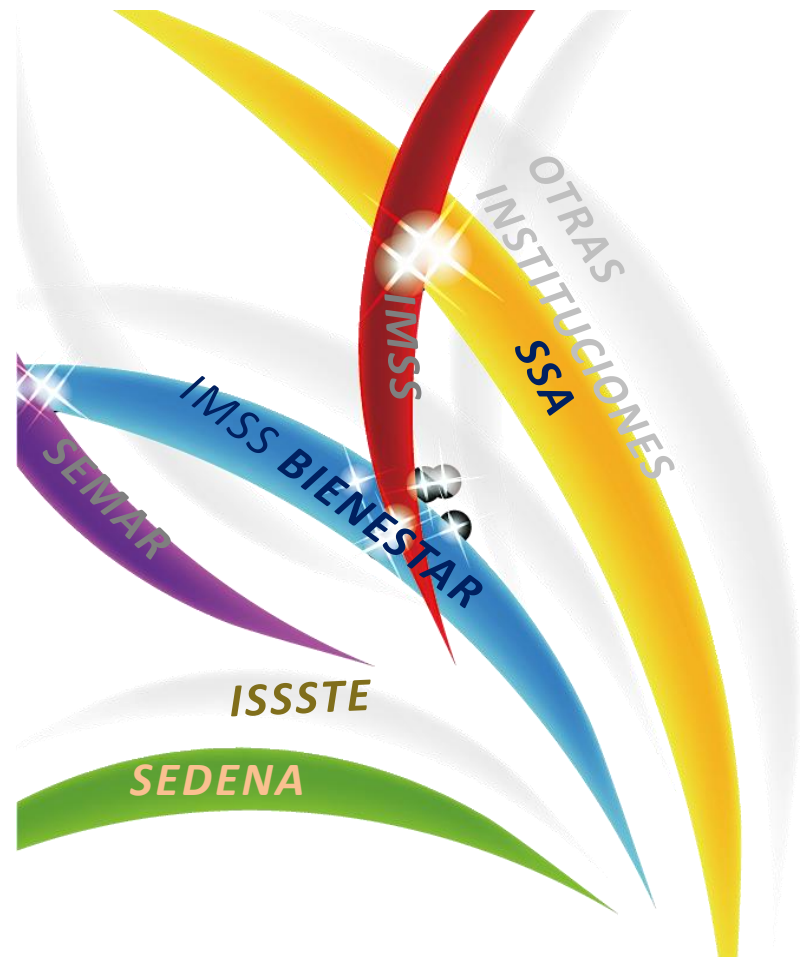 OTRAS
INSTITUCIONES
IMSS
SSA
IMSS BIENESTAR
SEMAR
ISSSTE
SEDENA